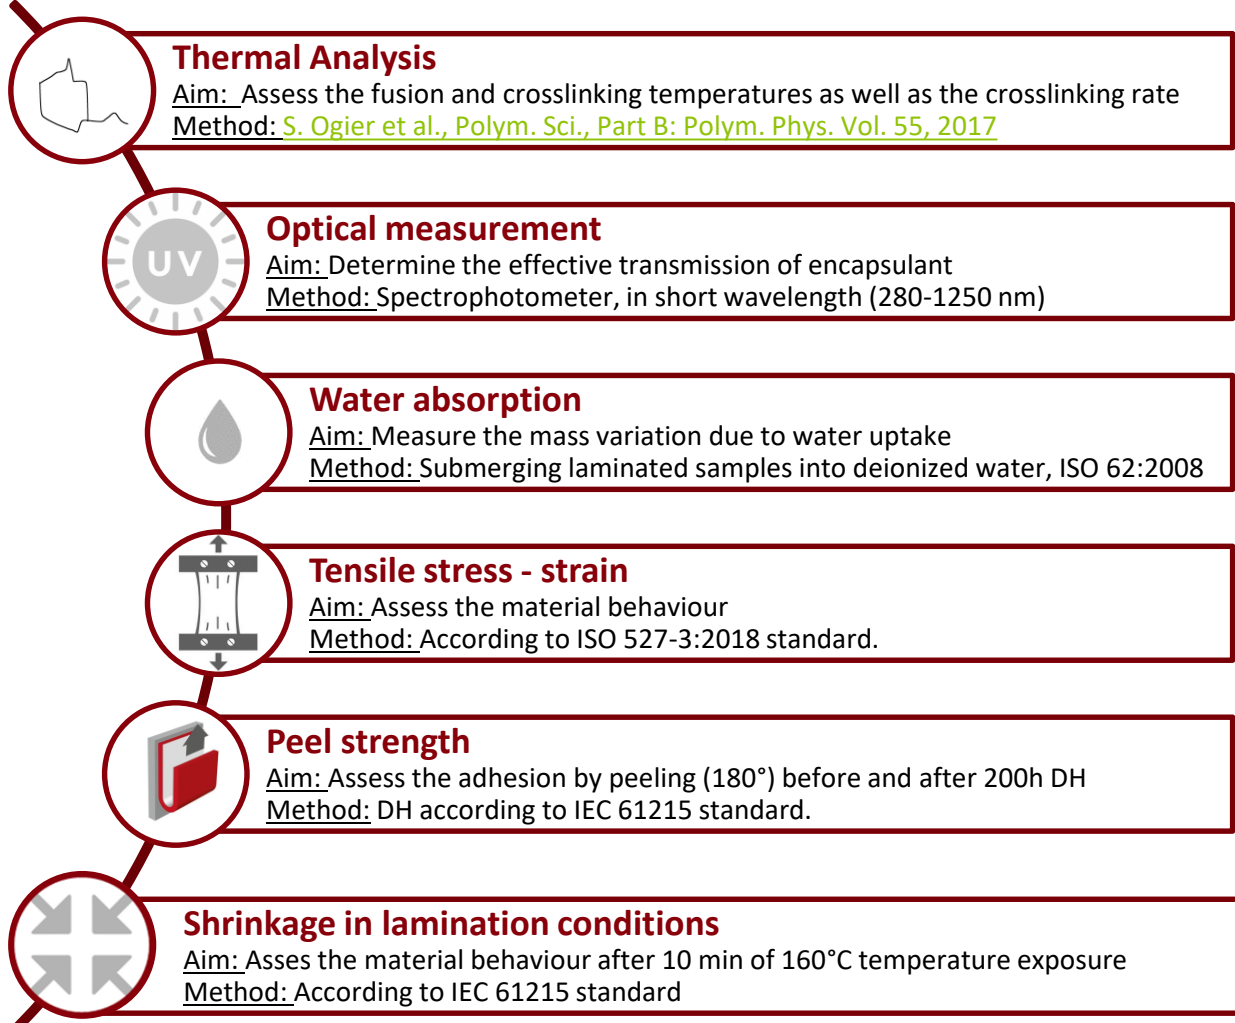 Thermal Analysis
Aim: Assess the fusion and crosslinking temperatures as well as the crosslinking rate
Method: S. Ogier et al., Polym. Sci., Part B: Polym. Phys. Vol. 55, 2017
UV
Optical measurement
Aim: Determine the effective transmission of encapsulant
Method: Spectrophotometer, in short wavelength (280-1250 nm)
Water absorption
Aim: Measure the mass variation due to water uptake
Method: Submerging laminated samples into deionized water, ISO 62:2008
Tensile stress - strain
Aim: Assess the material behaviour
Method: According to ISO 527-3:2018 standard.
Peel strength
Aim: Assess the adhesion by peeling (180°) before and after 200h DH
Method: DH according to IEC 61215 standard.
Shrinkage in lamination conditions
Aim: Asses the material behaviour after 10 min of 160°C temperature exposure
Method: According to IEC 61215 standard